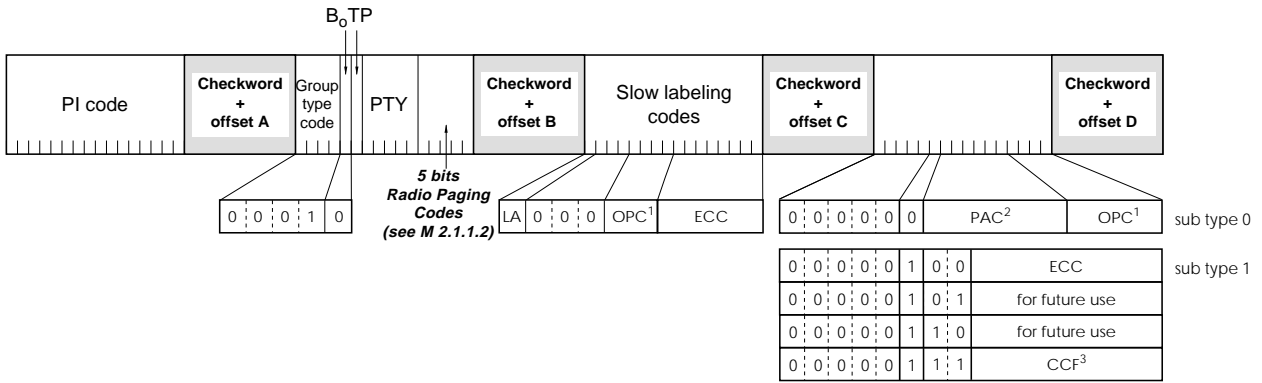 BoTP
PI code
Checkword + offset A
Group type code
PTY
Checkword + offset B
Slow labeling codes
Checkword + offset C
Checkword + offset D
0 0 0 1 0
5 bits
Radio Paging
Codes
(see M 2.1.1.2)
LA 0 0 0 OPC1 ECC
0 0 0 0 0 0 PAC2 OPC1 sub type 0
0 0 0 0 0 1 0 0 ECC sub type 1
0 0 0 0 0 1 0 1 for future use
0 0 0 0 0 1 1 0 for future use
0 0 0 0 0 1 1 1 CCF3